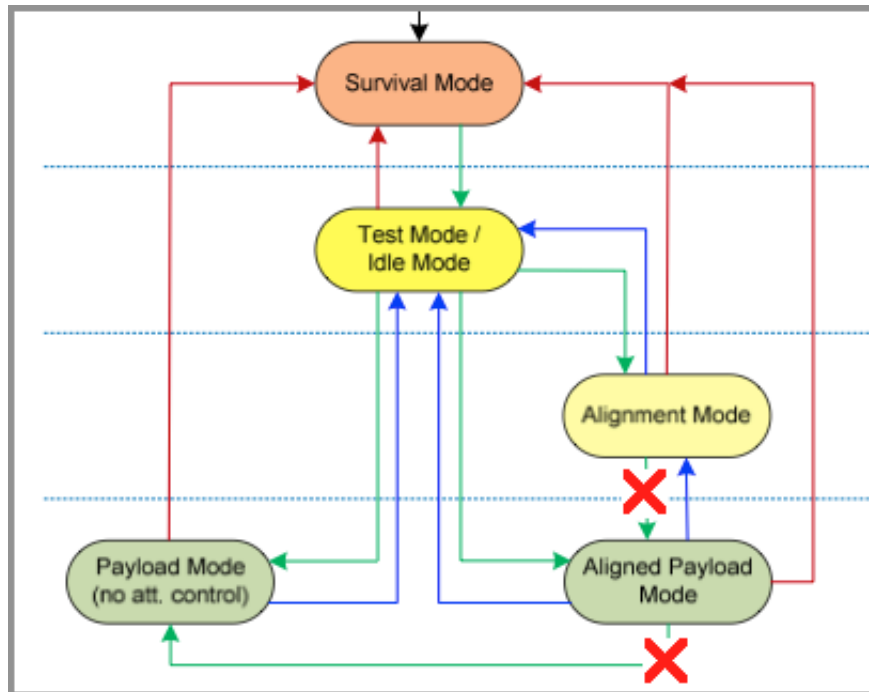 Survival Mode
Test Mode /
Idle Mode
Alignment Mode
Payload Mode
(no att. control)
Aligned Payload
Mode